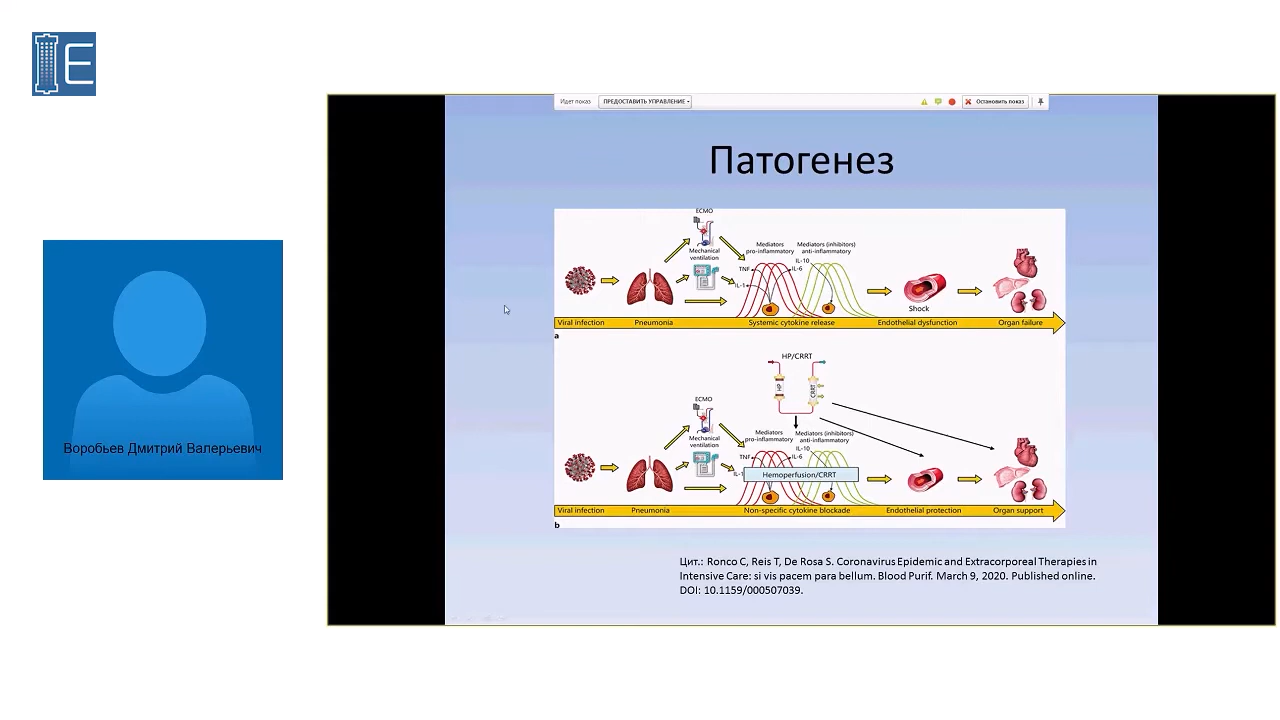 E
Идет показ
ПРЕДОСТАВИТЬ УПРАВЛЕНИЕ
Остановить показ
Патогенез
ECMO
Mechanical
ventilation
Mediators
pro-inflammatory
Mediators (inhibitors)
anti-inflammatory
TNF
IL-1
IL-6
IL-10
Shock
Viral infection
Pneumonia
Systemic cytokine release
Endothelial dysfunction
Organ failure
a
HP/CRRT
HP
CRRT
ECMO
Mechanical
ventilation
Mediators
pro-inflammatory
Mediators (inhibitors)
anti-inflammatory
TNF
IL-1
IL-6
IL-10
Hemoperfusion/CRRT
Viral infection
Pneumonia
Non-specific cytokine blockade
Endothelial protection
Organ support
b
Воробьев Дмитрий Валерьевич
Цит.: Ronco C, Reis T, De Rosa S. Coronavirus Epidemic and Extracorporeal Therapies in
Intensive Care: si vis pacem para bellum. Blood Purif. March 9, 2020. Published online.
DOI: 10.1159/000507039.